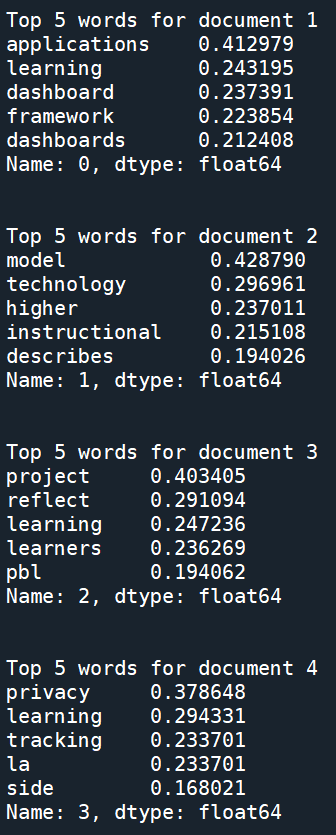 Top 5 words for document 1
applications    0.412979
learning        0.243195
dashboard       0.237391
framework       0.223854
dashboards      0.212408
Name: 0, dtype: float64
Top 5 words for document 2
model            0.428790
technology       0.296961
higher           0.237011
instructional    0.215108
describes        0.194026
Name: 1, dtype: float64
Top 5 words for document 3
project     0.403405
reflect     0.291094
learning    0.247236
learners    0.236269
pbl         0.194062
Name: 2, dtype: float64
Top 5 words for document 4
privacy     0.378648
learning    0.294331
tracking    0.233701
la          0.233701
side        0.168021
Name: 3, dtype: float64